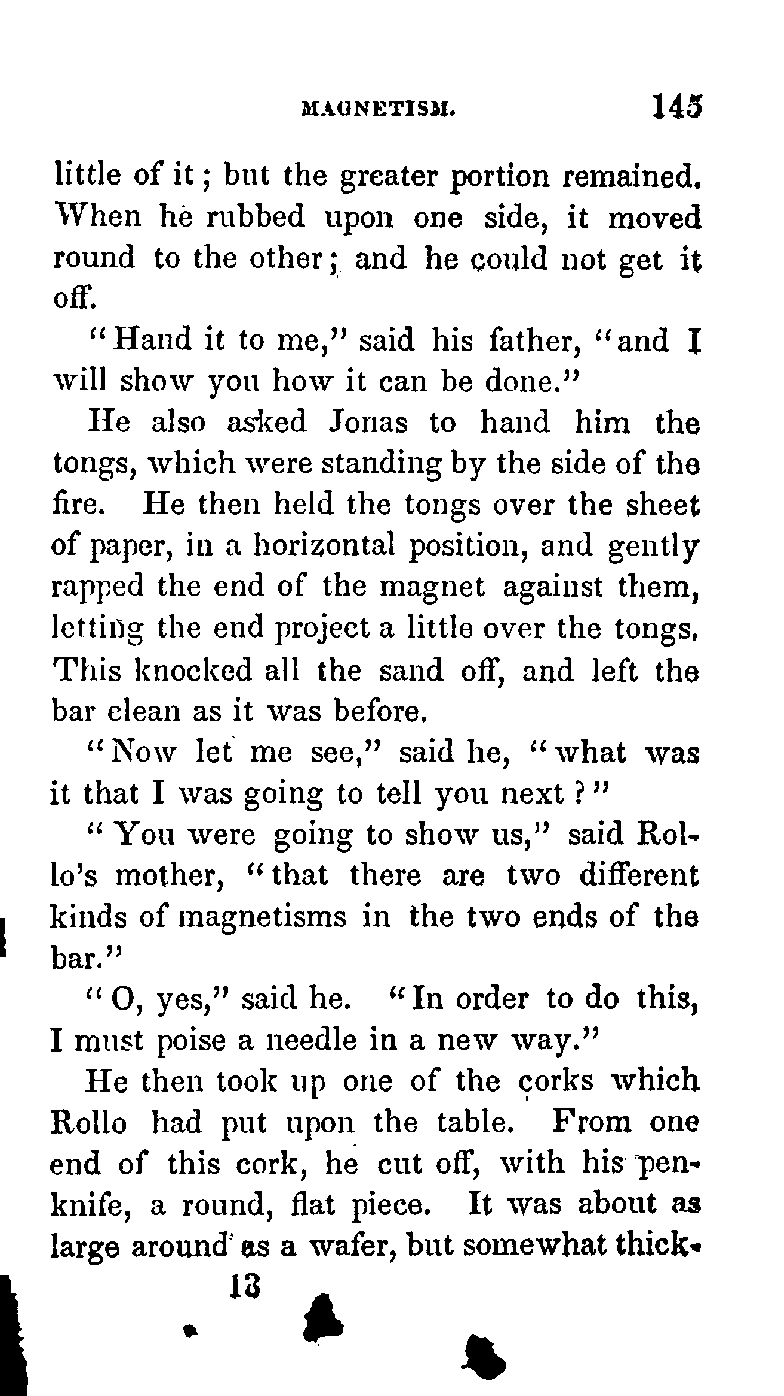 MAGNETISM. 145
little of it; but the greater portion remained.
When he rubbed upon one side, it moved
round to the other; and he could not get it
off.
"Hand it to me," said his father, "and I
will show you how it can be done."
He also asked Jonas to hand him the
tongs, which were standing by the side of the
fire. He then held the tongs over the sheet
of paper, in a horizontal position, and gently
rapped the end of the magnet against them,
letting the end project a little over the tongs.
This knocked all the sand off, and left the
bar clean as it was before.
"Now let me see," said he, "what was
it that I was going to tell you next?"
"You were going to show us," said Rol-
lo's mother, "that there are two different
kinds of magnetisms in the two ends of the
bar."
"O, yes," said he. "In order to do this,
I must poise a needle in a new way."
He then took up one of the corks which
Rollo had put upon the table. From one
end of this cork, he cut off, with his pen-
knife, a round, flat piece. It was about as
large around as a wafer, but somewhat thick-
13